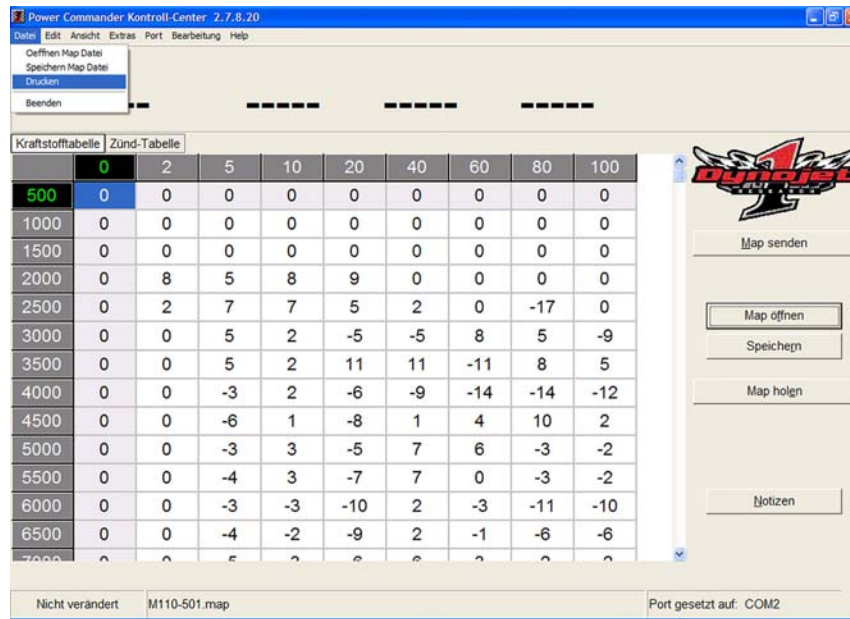 Power Commander Kontroll-Center 2.7.8.20
Datei Edit Ansicht Extras Port Bearbeitung Help
Oeffnen Map Datei
Speichern Map Datei
Drucken
Beenden
Kraftstofftabelle Zünd-Tabelle
0 2 5 10 20 40 60 80 100
500 0 0 0 0 0 0 0 0 0
1000 0 0 0 0 0 0 0 0 0
1500 0 0 0 0 0 0 0 0 0
2000 0 8 5 8 9 0 0 0 0
2500 0 2 7 7 5 2 0 -17 0
3000 0 0 5 2 -5 -5 8 5 -9
3500 0 0 5 2 11 11 -11 8 5
4000 0 0 -3 2 -6 -9 -14 -14 -12
4500 0 0 -6 1 -8 1 4 10 2
5000 0 0 -3 3 -5 7 6 -3 -2
5500 0 0 -4 3 -7 7 0 -3 -2
6000 0 0 -3 -3 -10 2 -3 -11 -10
6500 0 0 -4 -2 -9 2 -1 -6 -6
Dynojet
RESEARCH
Map senden
Map öffnen
Speichern
Map holen
Notizen
Nicht verändert M110-501.map Port gesetzt auf: COM2